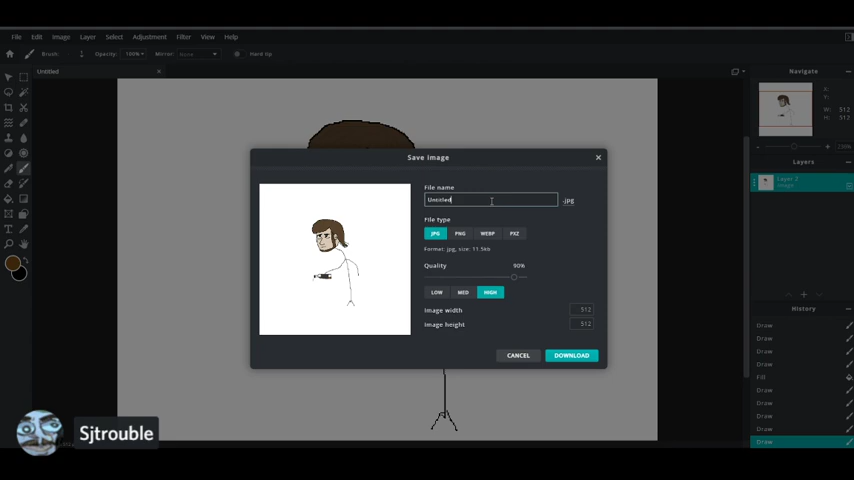 File Edit Image Layer Select Adjustment Filter View Help
Brush: Opacity: 100% Mirror: None Hard tip
Untitled
Navigate
X:
Y:
W: 512
H: 512
Layers
Layer 2
Image
Save image
File name
Untitled .jpg
File type
JPG PNG WEBP PXZ
Format: jpg, size: 11.5kb
Quality 90%
LOW MED HIGH
Image width 512
Image height 512
CANCEL DOWNLOAD
History
Draw
Draw
Draw
Draw
Fill
Draw
Draw
Draw
Draw
Draw
Sjtrouble